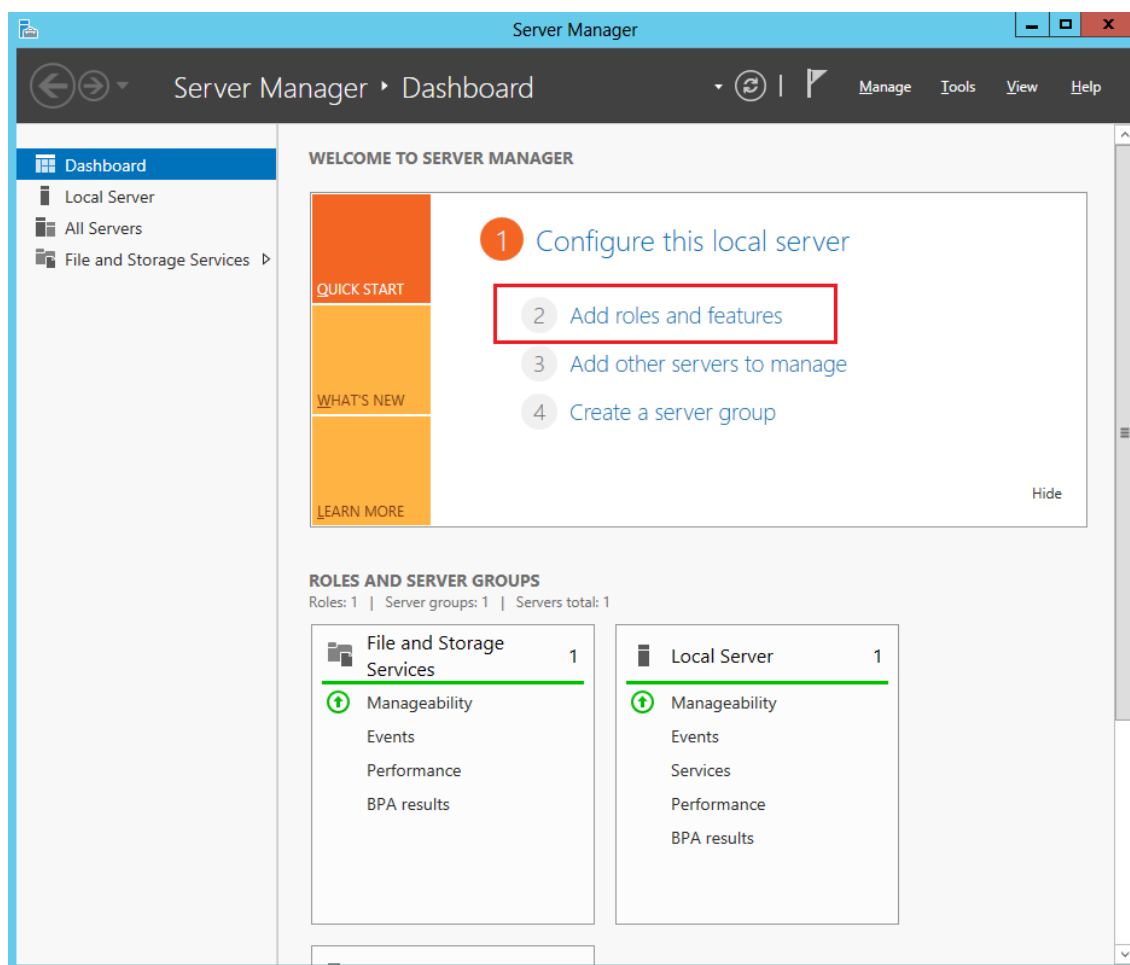 Server Manager
Server Manager ‣ Dashboard
Manage Tools View Help
Dashboard
Local Server
All Servers
File and Storage Services
WELCOME TO SERVER MANAGER
QUICK START
WHAT'S NEW
LEARN MORE
1 Configure this local server
2 Add roles and features
3 Add other servers to manage
4 Create a server group
Hide
ROLES AND SERVER GROUPS
Roles: 1 | Server groups: 1 | Servers total: 1
File and Storage
Services
1
Manageability
Events
Performance
BPA results
Local Server 1
Manageability
Events
Services
Performance
BPA results